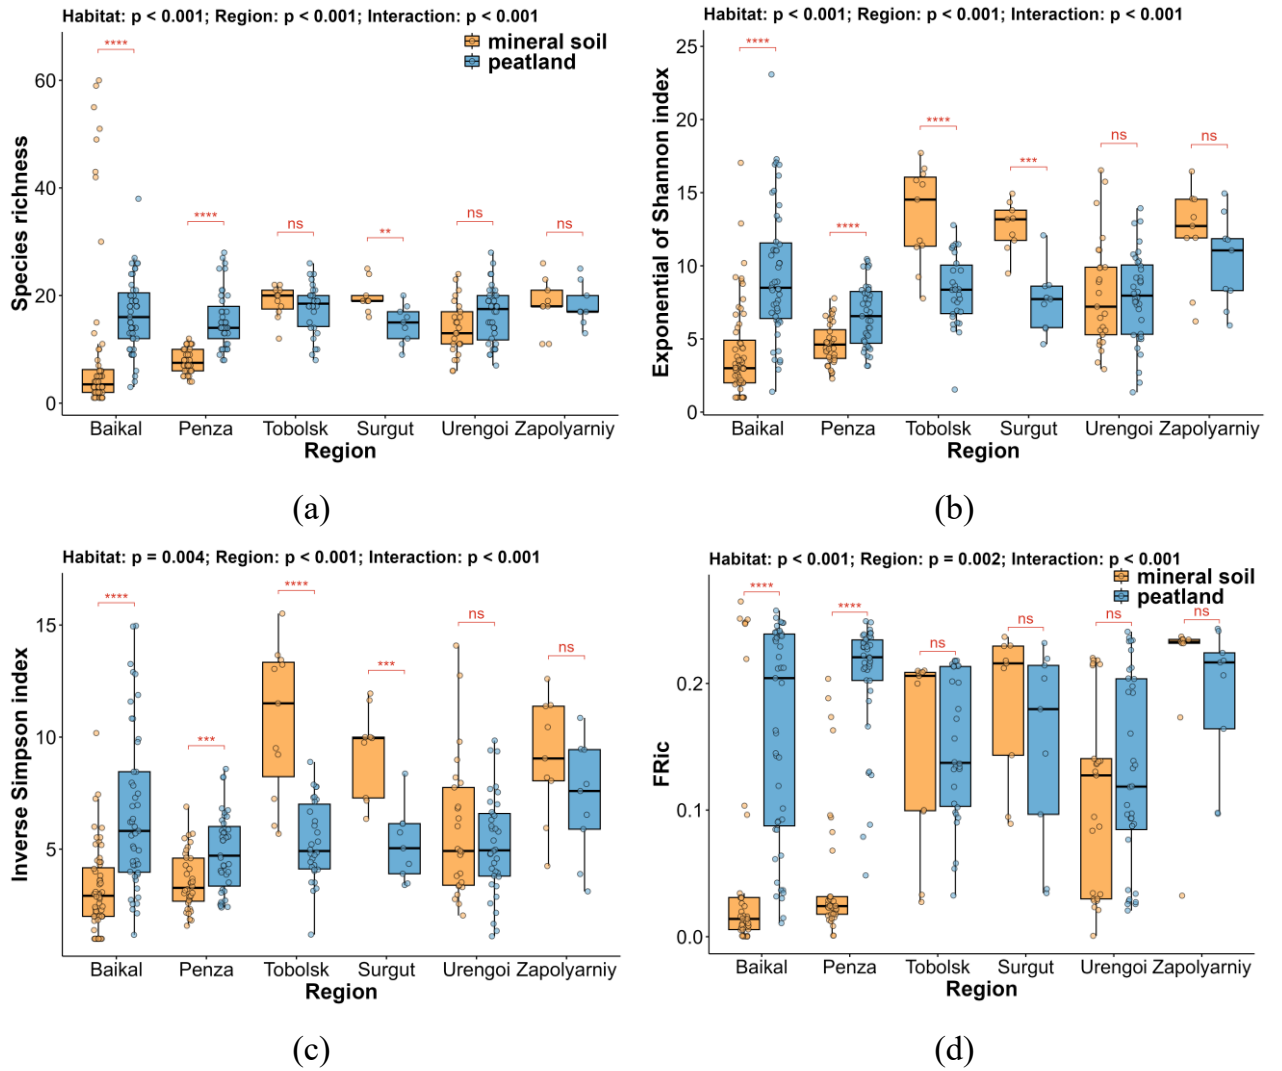 Habitat: p < 0.001; Region: p < 0.001; Interaction: p < 0.001
mineral soil
peatland
Species richness
60
40
20
0
****
****
ns
**
ns
ns
Baikal Penza Tobolsk Surgut Urengoi Zapolyarniy
Region
(a)
Habitat: p < 0.001; Region: p < 0.001; Interaction: p < 0.001
Exponential of Shannon index
25
20
15
10
5
0
****
****
****
***
ns
ns
Baikal Penza Tobolsk Surgut Urengoi Zapolyarniy
Region
(b)
Habitat: p = 0.004; Region: p < 0.001; Interaction: p < 0.001
Inverse Simpson index
15
10
5
****
***
****
***
ns
ns
Baikal Penza Tobolsk Surgut Urengoi Zapolyarniy
Region
(c)
Habitat: p < 0.001; Region: p = 0.002; Interaction: p < 0.001
mineral soil
peatland
FRic
0.2
0.1
0.0
****
****
ns
ns
ns
ns
Baikal Penza Tobolsk Surgut Urengoi Zapolyarniy
Region
(d)